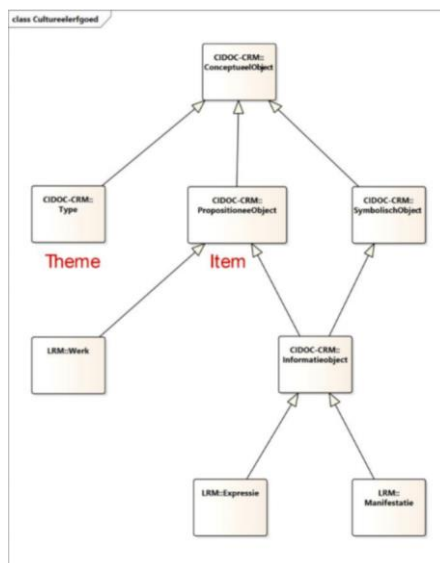 class Cultureelerfgoed
CIDOC-CRM::
ConceptueelObject
CIDOC-CRM::
Type
CIDOC-CRM::
PropositioneeObject
CIDOC-CRM::
SymbolischObject
Theme
Item
LRM::Werk
CIDOC-CRM::
Informatieobject
LRM::Expressie
LRM::
Manifestatie